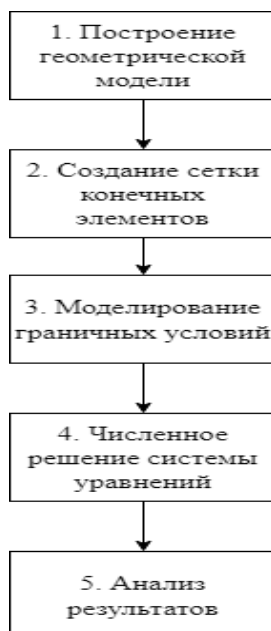 1. Построение
геометрической
модели
2. Создание сетки
конечных
элементов
3. Моделирование
граничных условий
4. Численное
решение системы
уравнений
5. Анализ
результатов